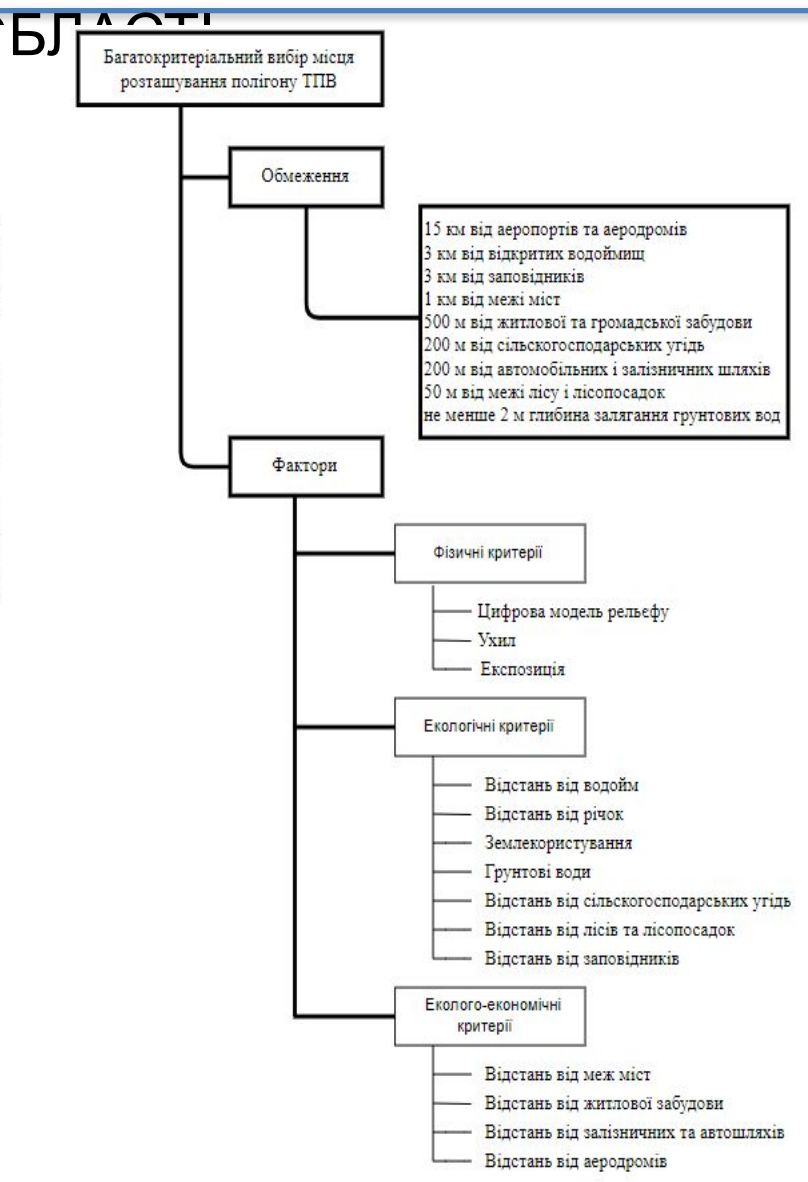 Багатокритеріальний вибір місця
розташування полігону ТПВ
Обмеження
15 км від аеропортів та аеродромів
3 км від відкритих водоймищ
3 км від заповідників
1 км від межі міст
500 м від житлової та громадської забудови
200 м від сільскогосподарських угідь
200 м від автомобільних і залізничних шляхів
50 м від межі лісу і лісопосадок
не менше 2 м глибина залягання грунтових вод
Фактори
Фізичні критерії
Цифрова модель рельєфу
Ухил
Експозиція
Екологічні критерії
Відстань від водойм
Відстань від річок
Землекористування
Грунтові води
Відстань від сільскогосподарських угідь
Відстань від лісів та лісопосадок
Відстань від заповідників
Еколого-економічні
критерії
Відстань від меж міст
Відстань від житлової забудови
Відстань від залізничних та автошляхів
Відстань від аеродромів